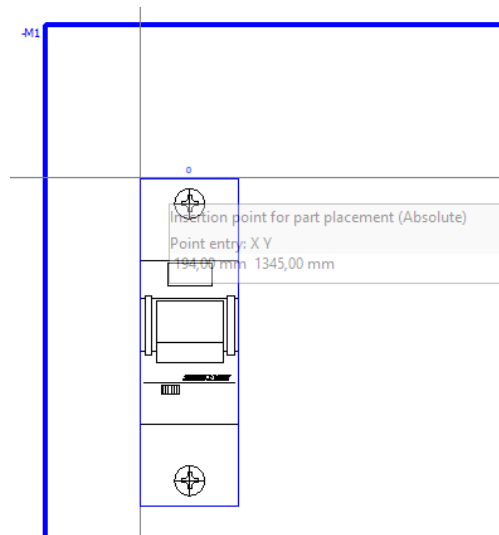 -M1
0
Insertion point for part placement (Absolute)
Point entry: X Y
194,00 mm 1345,00 mm